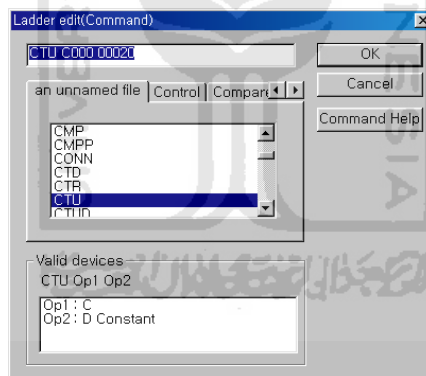 Ladder edit(Command)
CTU C000 00020
OK
Cancel
Command Help
an unnamed file Control Compare
CMP
CMPP
CONN
CTD
CTR
CTU
CTUD
Valid devices
CTU Op1 Op2
Op1 : C
Op2 : D Constant